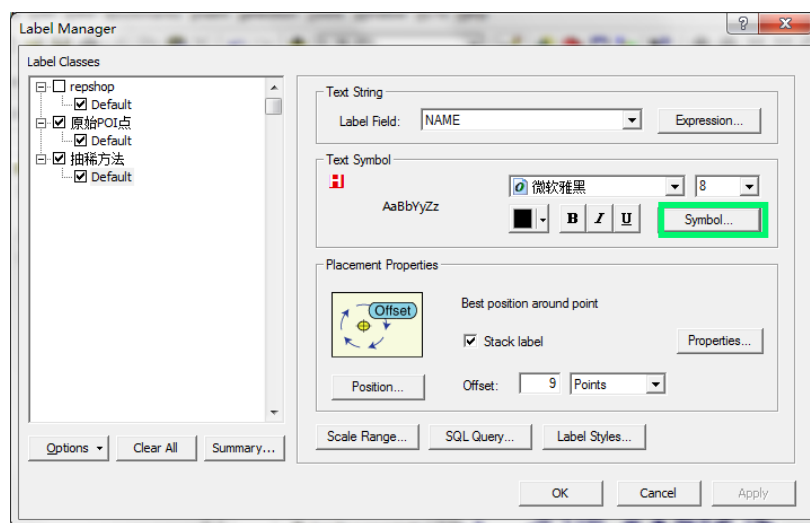 Label Manager
Label Classes
repshop
Default
原始POI点
Default
抽稀方法
Default
Options
Clear All
Summary...
Text String
Label Field:
NAME
Expression...
Text Symbol
AaBbYyZz
微软雅黑
8
B I U
Symbol...
Placement Properties
Offset
Best position around point
Stack label
Properties...
Position...
Offset:
9
Points
Scale Range...
SQL Query...
Label Styles...
OK
Cancel
Apply